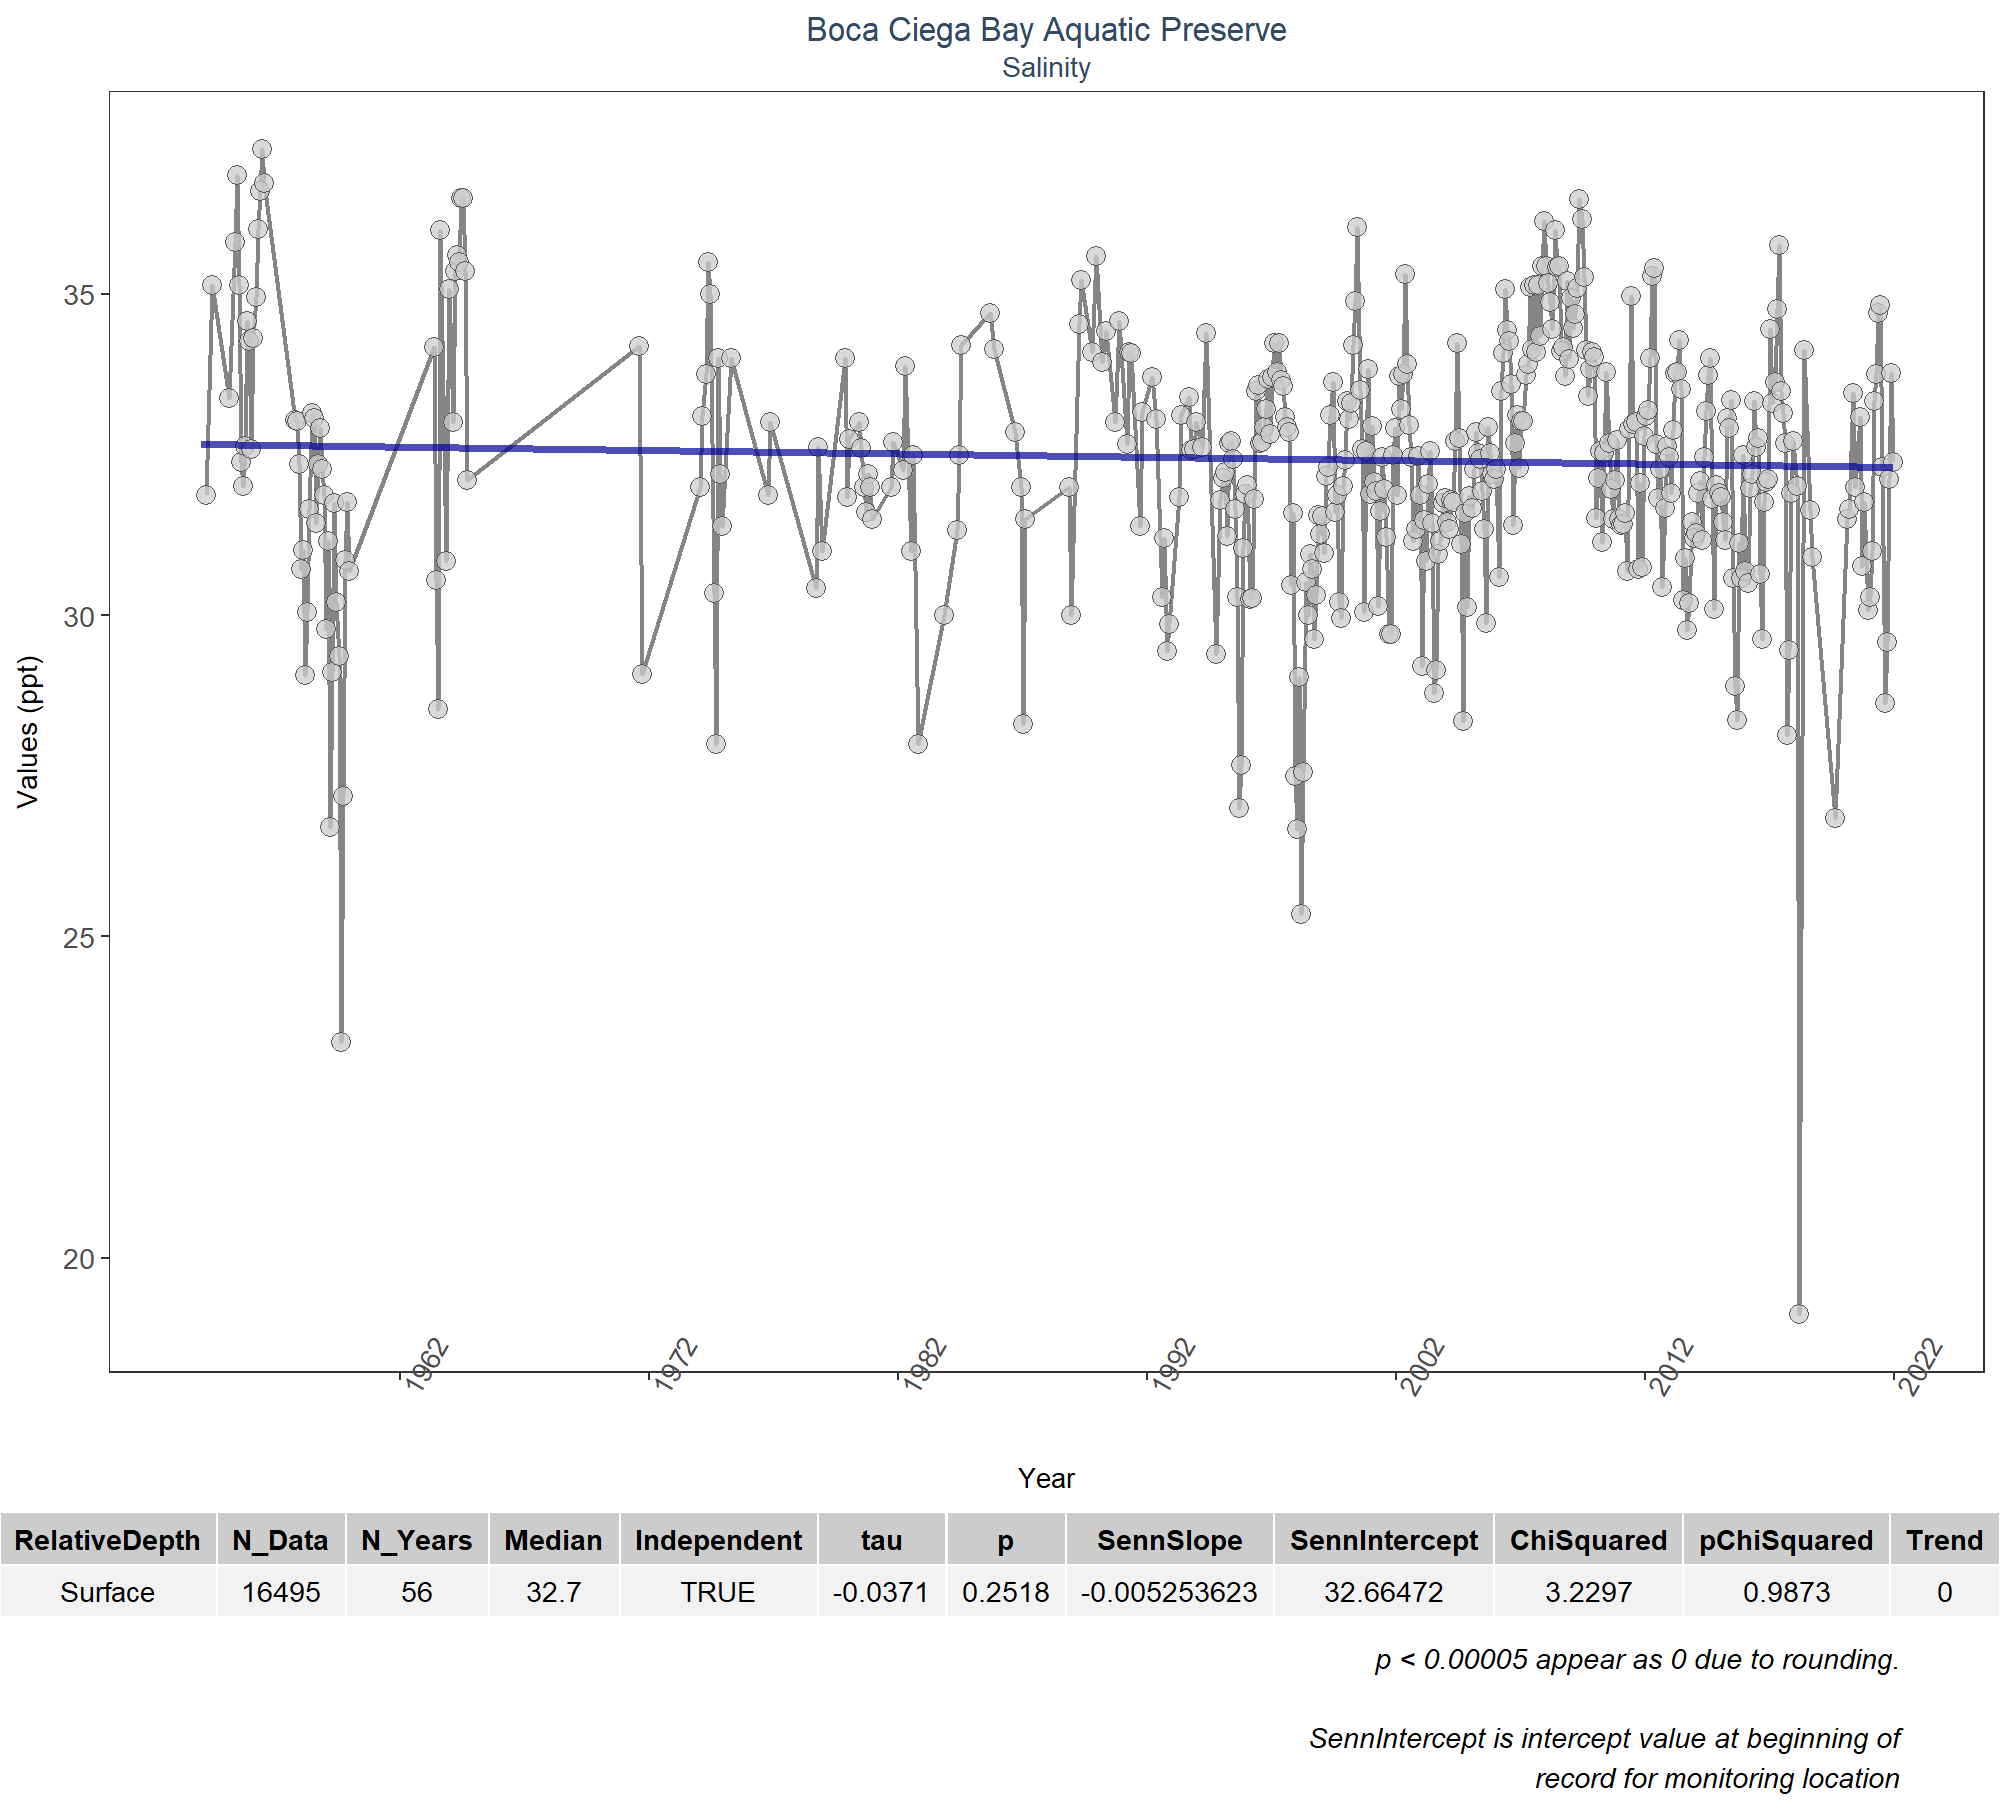 Boca Ciega Bay Aquatic Preserve
Salinity
Values (ppt)
35
30
25
20
1962 1972 1982 1992 2002 2012 2022
Year
RelativeDepth N_Data N_Years Median Independent tau p SennSlope SennIntercept ChiSquared pChiSquared Trend
Surface 16495 56 32.7 TRUE -0.0371 0.2518 -0.005253623 32.66472 3.2297 0.9873 0
p < 0.00005 appear as 0 due to rounding.
SennIntercept is intercept value at beginning of
record for monitoring location